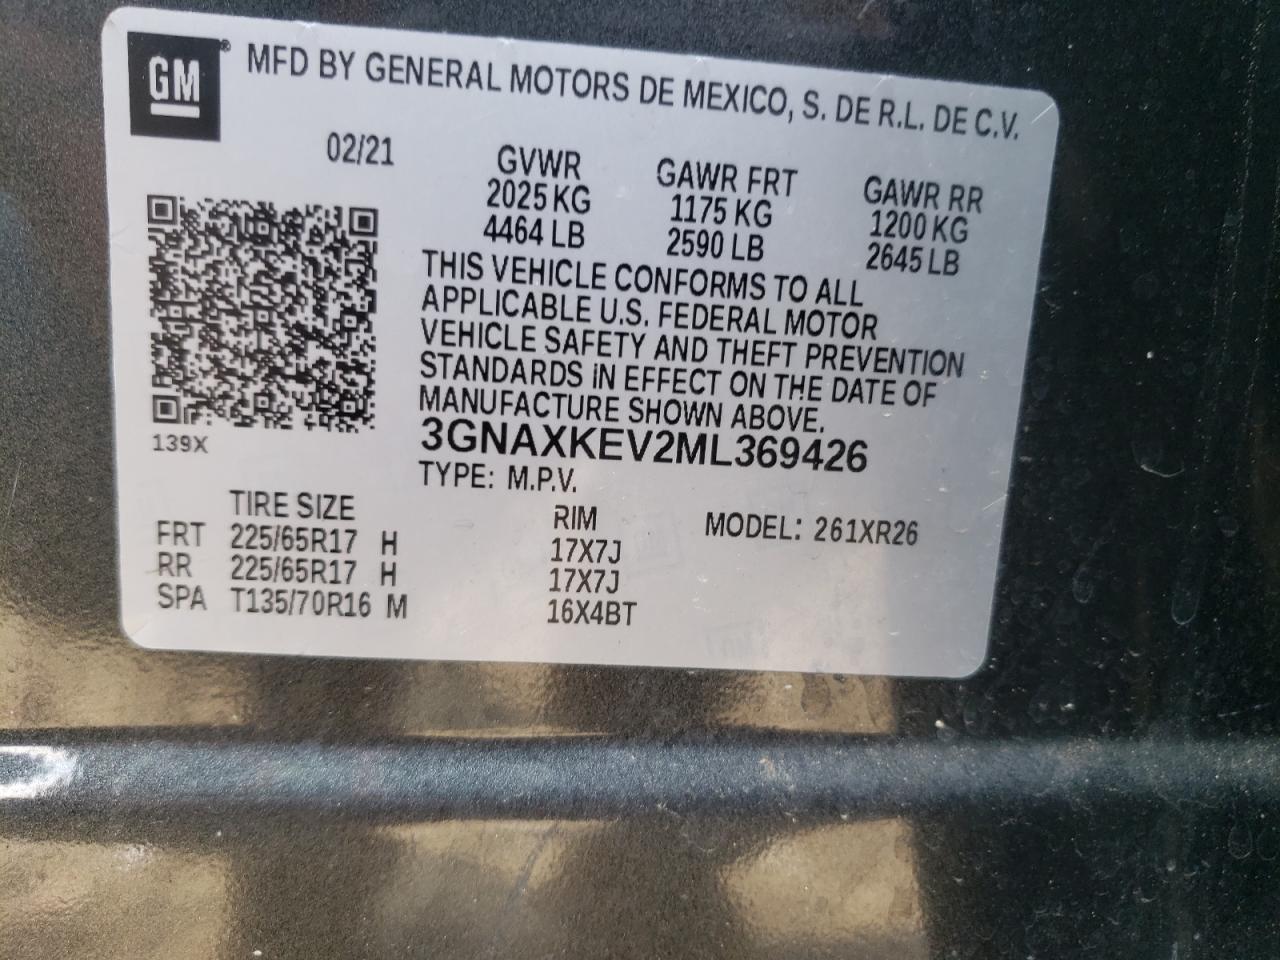 GM ® MFD BY GENERAL MOTORS DE MEXICO, S. DE R.L. DE C.V.
02/21
GVWR GAWR FRT GAWR RR
2025 KG 1175 KG 1200 KG
4464 LB 2590 LB 2645 LB
THIS VEHICLE CONFORMS TO ALL
APPLICABLE U.S. FEDERAL MOTOR
VEHICLE SAFETY AND THEFT PREVENTION
STANDARDS IN EFFECT ON THE DATE OF
MANUFACTURE SHOWN ABOVE.
139X
3GNAXKEV2ML369426
TYPE: M.P.V.
TIRE SIZE RIM MODEL: 261XR26
FRT 225/65R17 H 17X7J
RR 225/65R17 H 17X7J
SPA T135/70R16 M 16X4BT